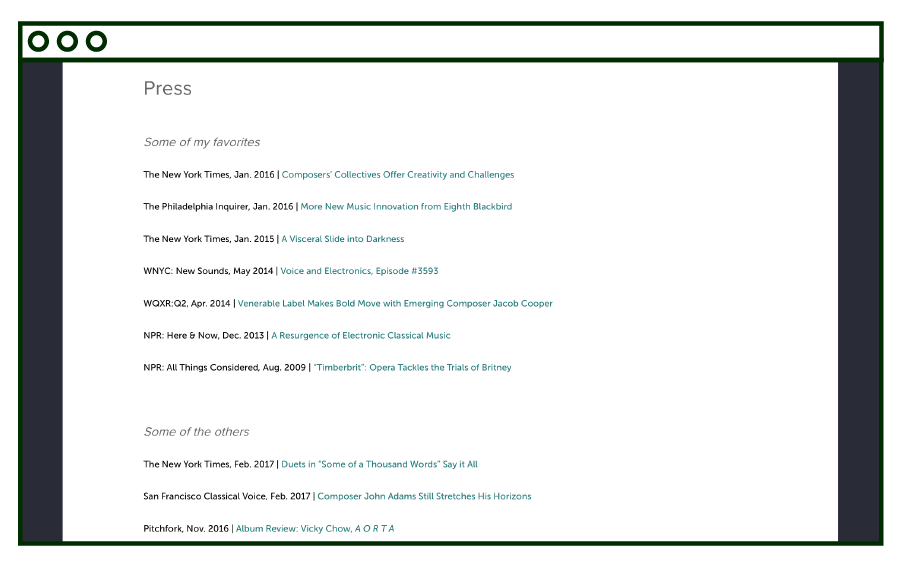 Press
Some of my favorites
The New York Times, Jan. 2016 | Composers' Collectives Offer Creativity and Challenges
The Philadelphia Inquirer, Jan. 2016 | More New Music Innovation from Eighth Blackbird
The New York Times, Jan. 2015 | A Visceral Slide into Darkness
WNYC: New Sounds, May 2014 | Voice and Electronics, Episode #3593
WQXR:Q2, Apr. 2014 | Venerable Label Makes Bold Move with Emerging Composer Jacob Cooper
NPR: Here & Now, Dec. 2013 | A Resurgence of Electronic Classical Music
NPR: All Things Considered, Aug. 2009 | "Timberbrit": Opera Tackles the Trials of Britney
Some of the others
The New York Times, Feb. 2017 | Duets in "Some of a Thousand Words" Say it All
San Francisco Classical Voice, Feb. 2017 | Composer John Adams Still Stretches His Horizons
Pitchfork, Nov. 2016 | Album Review: Vicky Chow, A O R T A